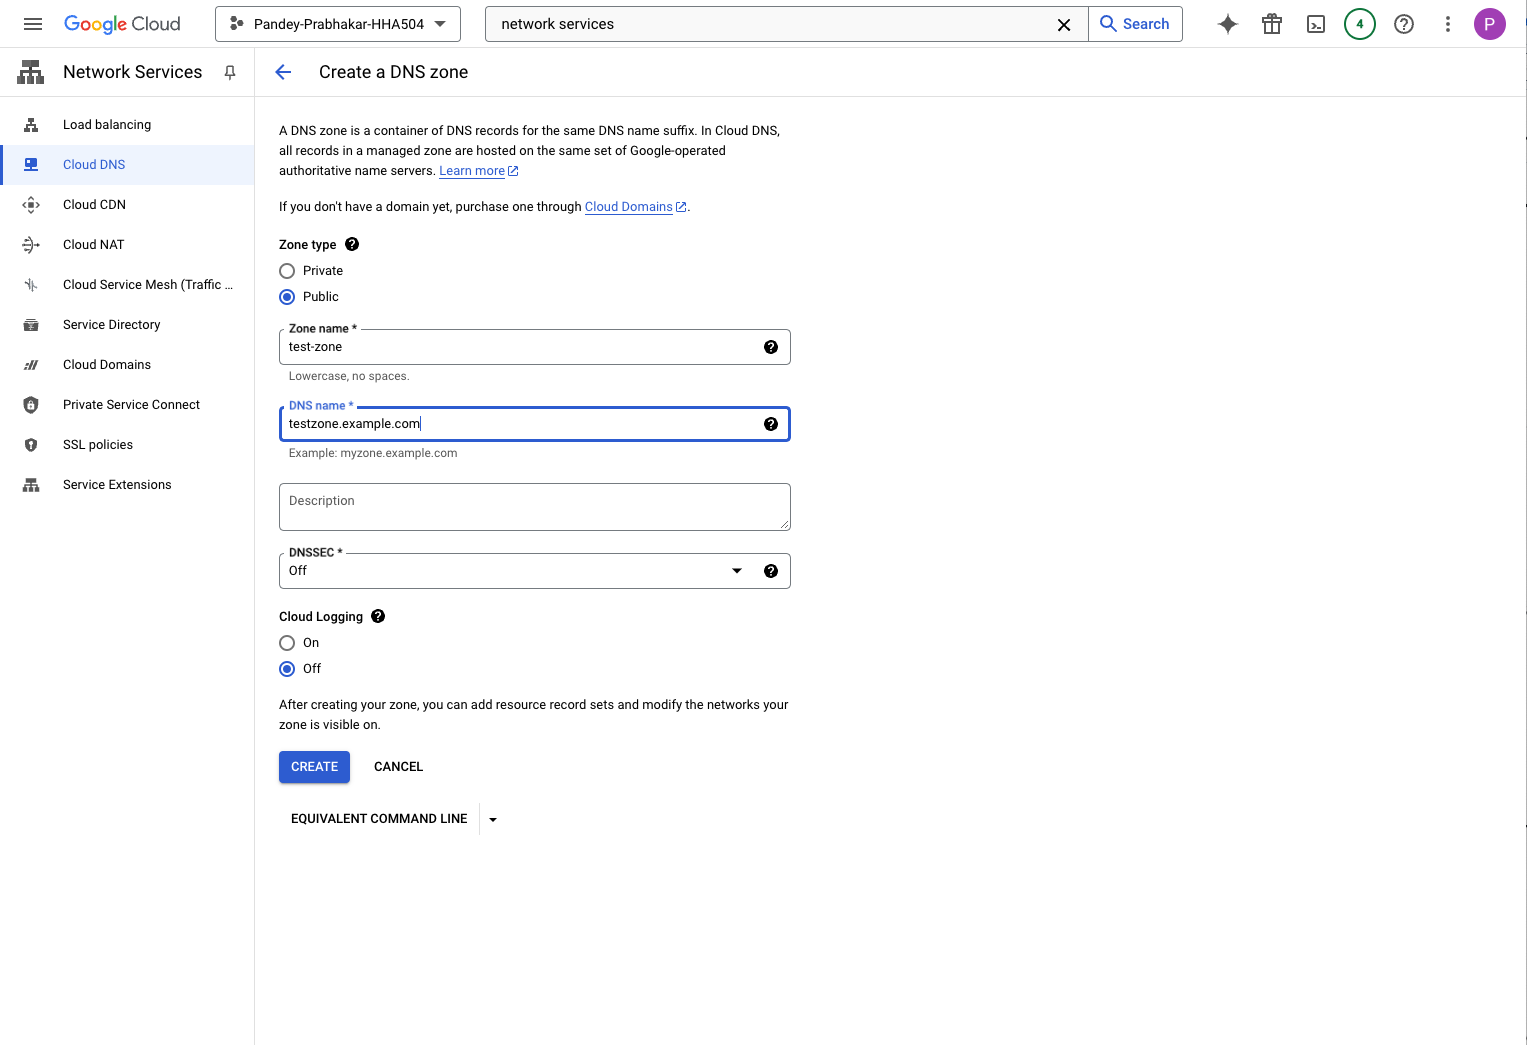 Google Cloud
Pandey-Prabhakar-HHA504
network services
Search
4
P
Network Services
Create a DNS zone
Load balancing
Cloud DNS
Cloud CDN
Cloud NAT
Cloud Service Mesh (Traffic ...
Service Directory
Cloud Domains
Private Service Connect
SSL policies
Service Extensions
A DNS zone is a container of DNS records for the same DNS name suffix. In Cloud DNS,
all records in a managed zone are hosted on the same set of Google-operated
authoritative name servers. Learn more
If you don't have a domain yet, purchase one through Cloud Domains.
Zone type
Private
Public
Zone name *
test-zone
Lowercase, no spaces.
DNS name *
testzone.example.com
Example: myzone.example.com
Description
DNSSEC *
Off
Cloud Logging
On
Off
After creating your zone, you can add resource record sets and modify the networks your
zone is visible on.
CREATE CANCEL
EQUIVALENT COMMAND LINE